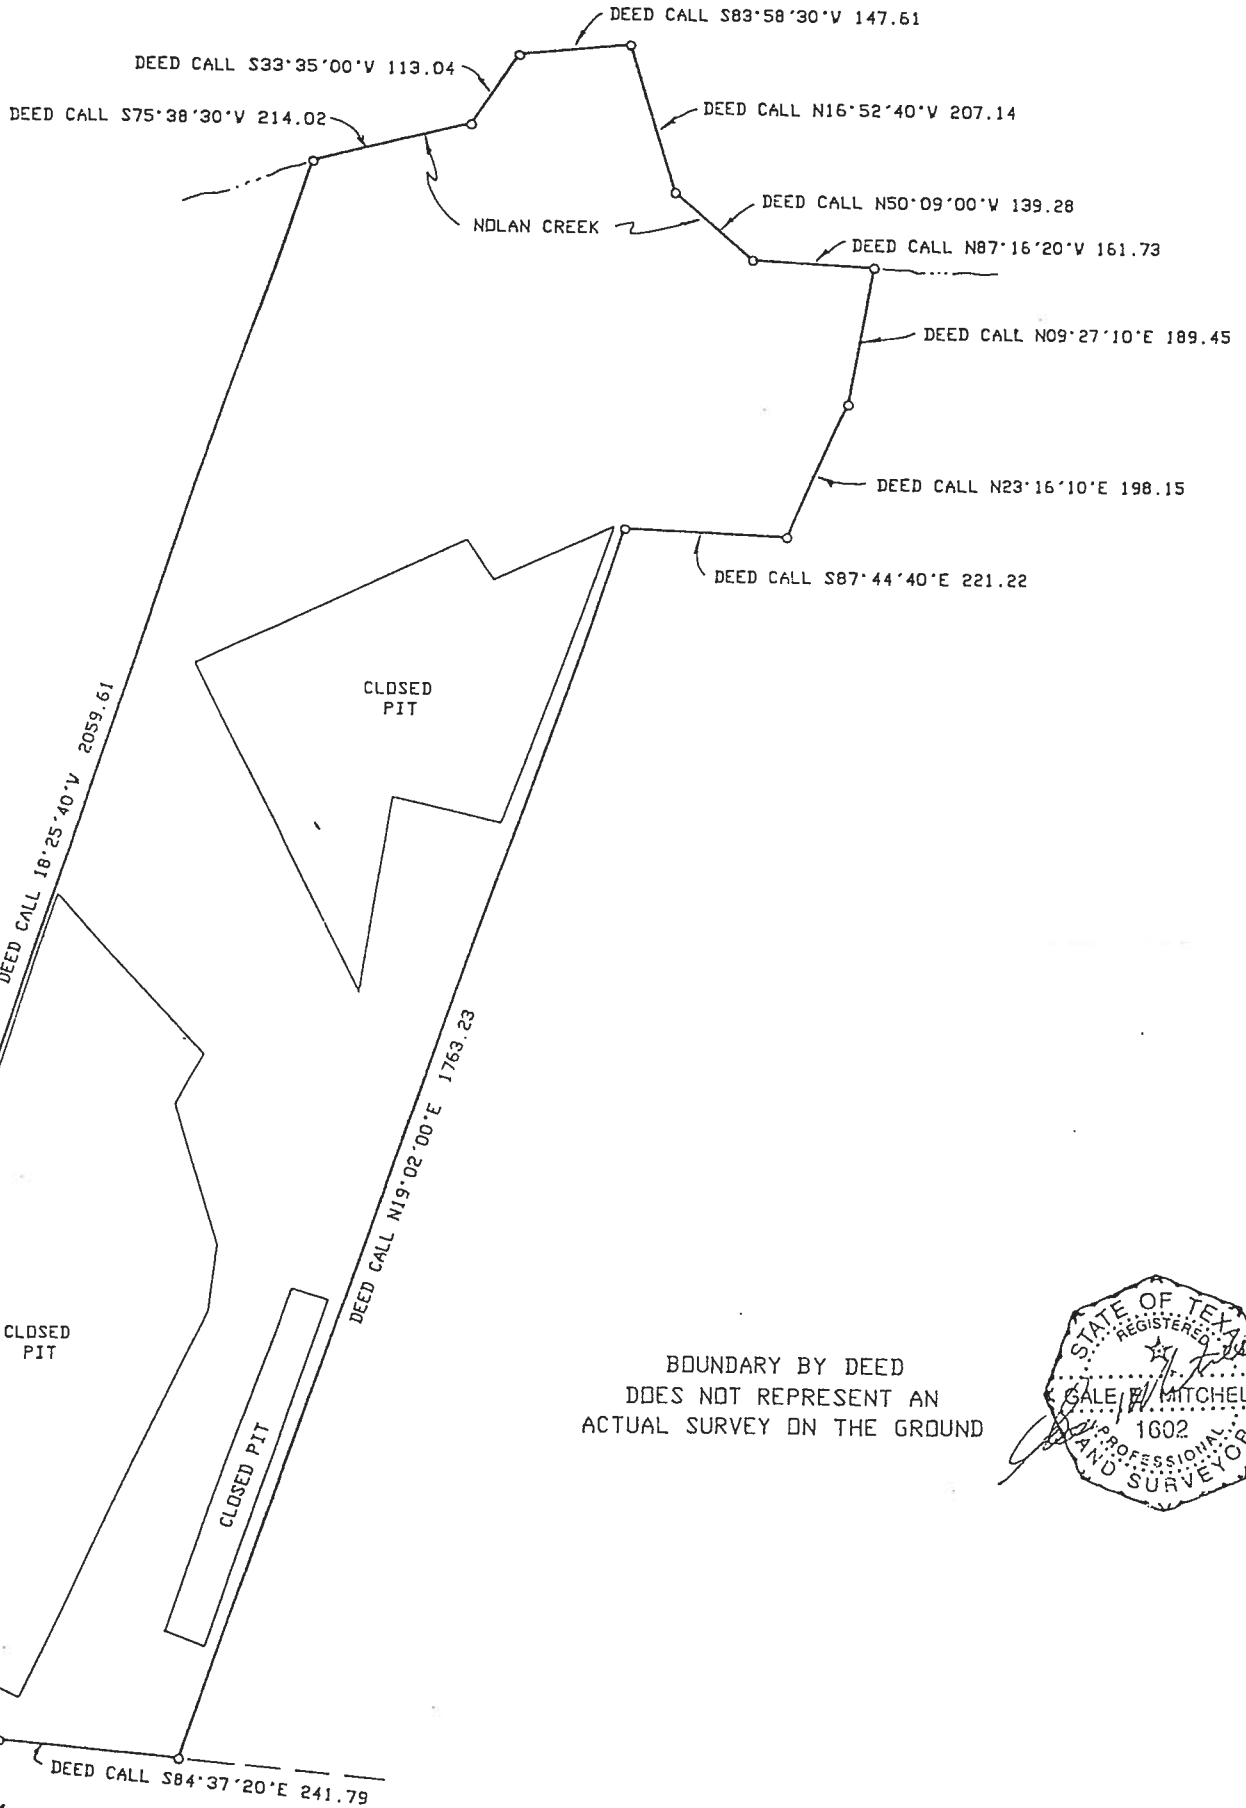 DEED CALL S83°58'30"W 147.61
DEED CALL S33°35'00"W 113.04
DEED CALL S75°38'30"W 214.02
DEED CALL N16°52'40"W 207.14
DEED CALL N50°09'00"W 139.28
NOLAN CREEK
DEED CALL N87°16'20"W 161.73
DEED CALL N09°27'10"E 189.45
DEED CALL N23°16'10"E 198.15
DEED CALL S87°44'40"E 221.22
CLOSED
PIT
DEED CALL 18°25'40"W 2059.61
DEED CALL N19°02'00"E 1763.23
CLOSED
PIT
CLOSED PIT
BOUNDARY BY DEED
DOES NOT REPRESENT AN
ACTUAL SURVEY ON THE GROUND
STATE OF TEXA
REGISTERED
GALE E. MITCHEL
1602
PROFESSIONAL
LAND SURVEYOR
DEED CALL S84°37'20"E 241.79